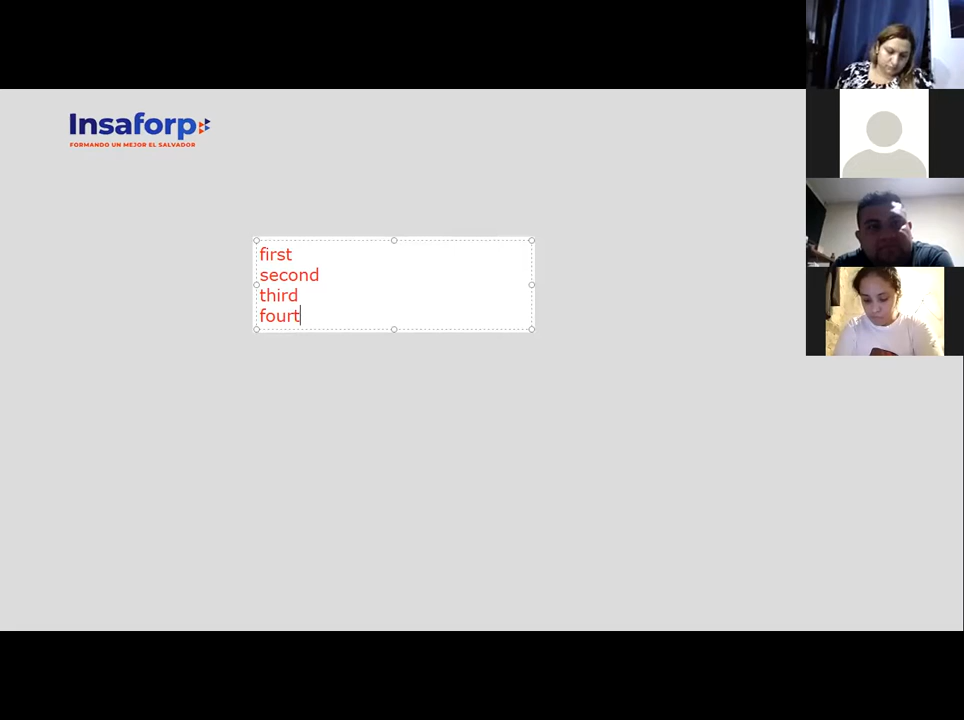 Insaforp
FORMANDO UN MEJOR EL SALVADOR
first
second
third
fourt